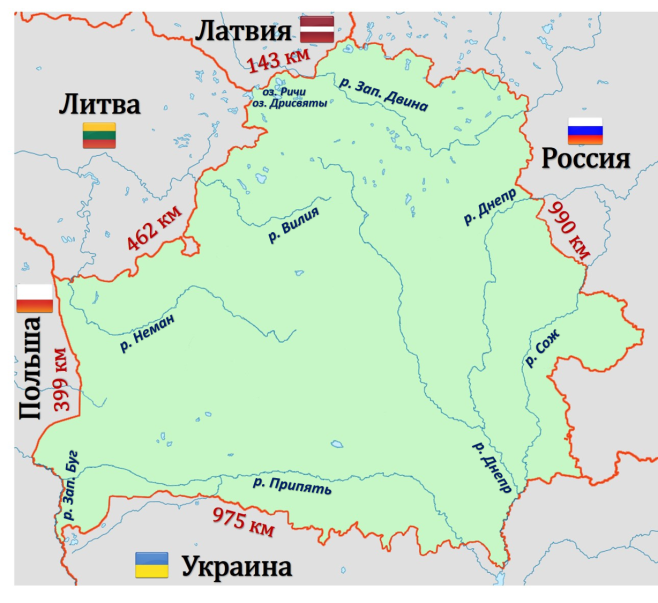 Латвия
143 км
оз. Ричи
оз. Дрисвяты
р. Зап. Двина
Литва
Россия
р. Днепр
990 км
р. Вилия
462 км
р. Неман
р. Сож
Польша
399 км
р. Зап. Буг
р. Припять
р. Днепр
975 км
Украина